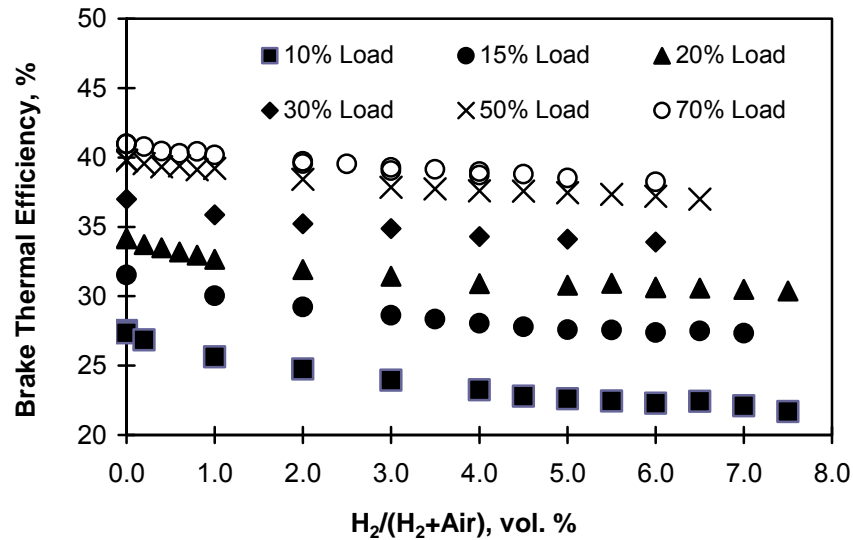 50
45
40
35
30
25
20
Brake Thermal Efficiency, %
10% Load 15% Load 20% Load
30% Load 50% Load 70% Load
0.0 1.0 2.0 3.0 4.0 5.0 6.0 7.0 8.0
H₂/(H₂+Air), vol. %